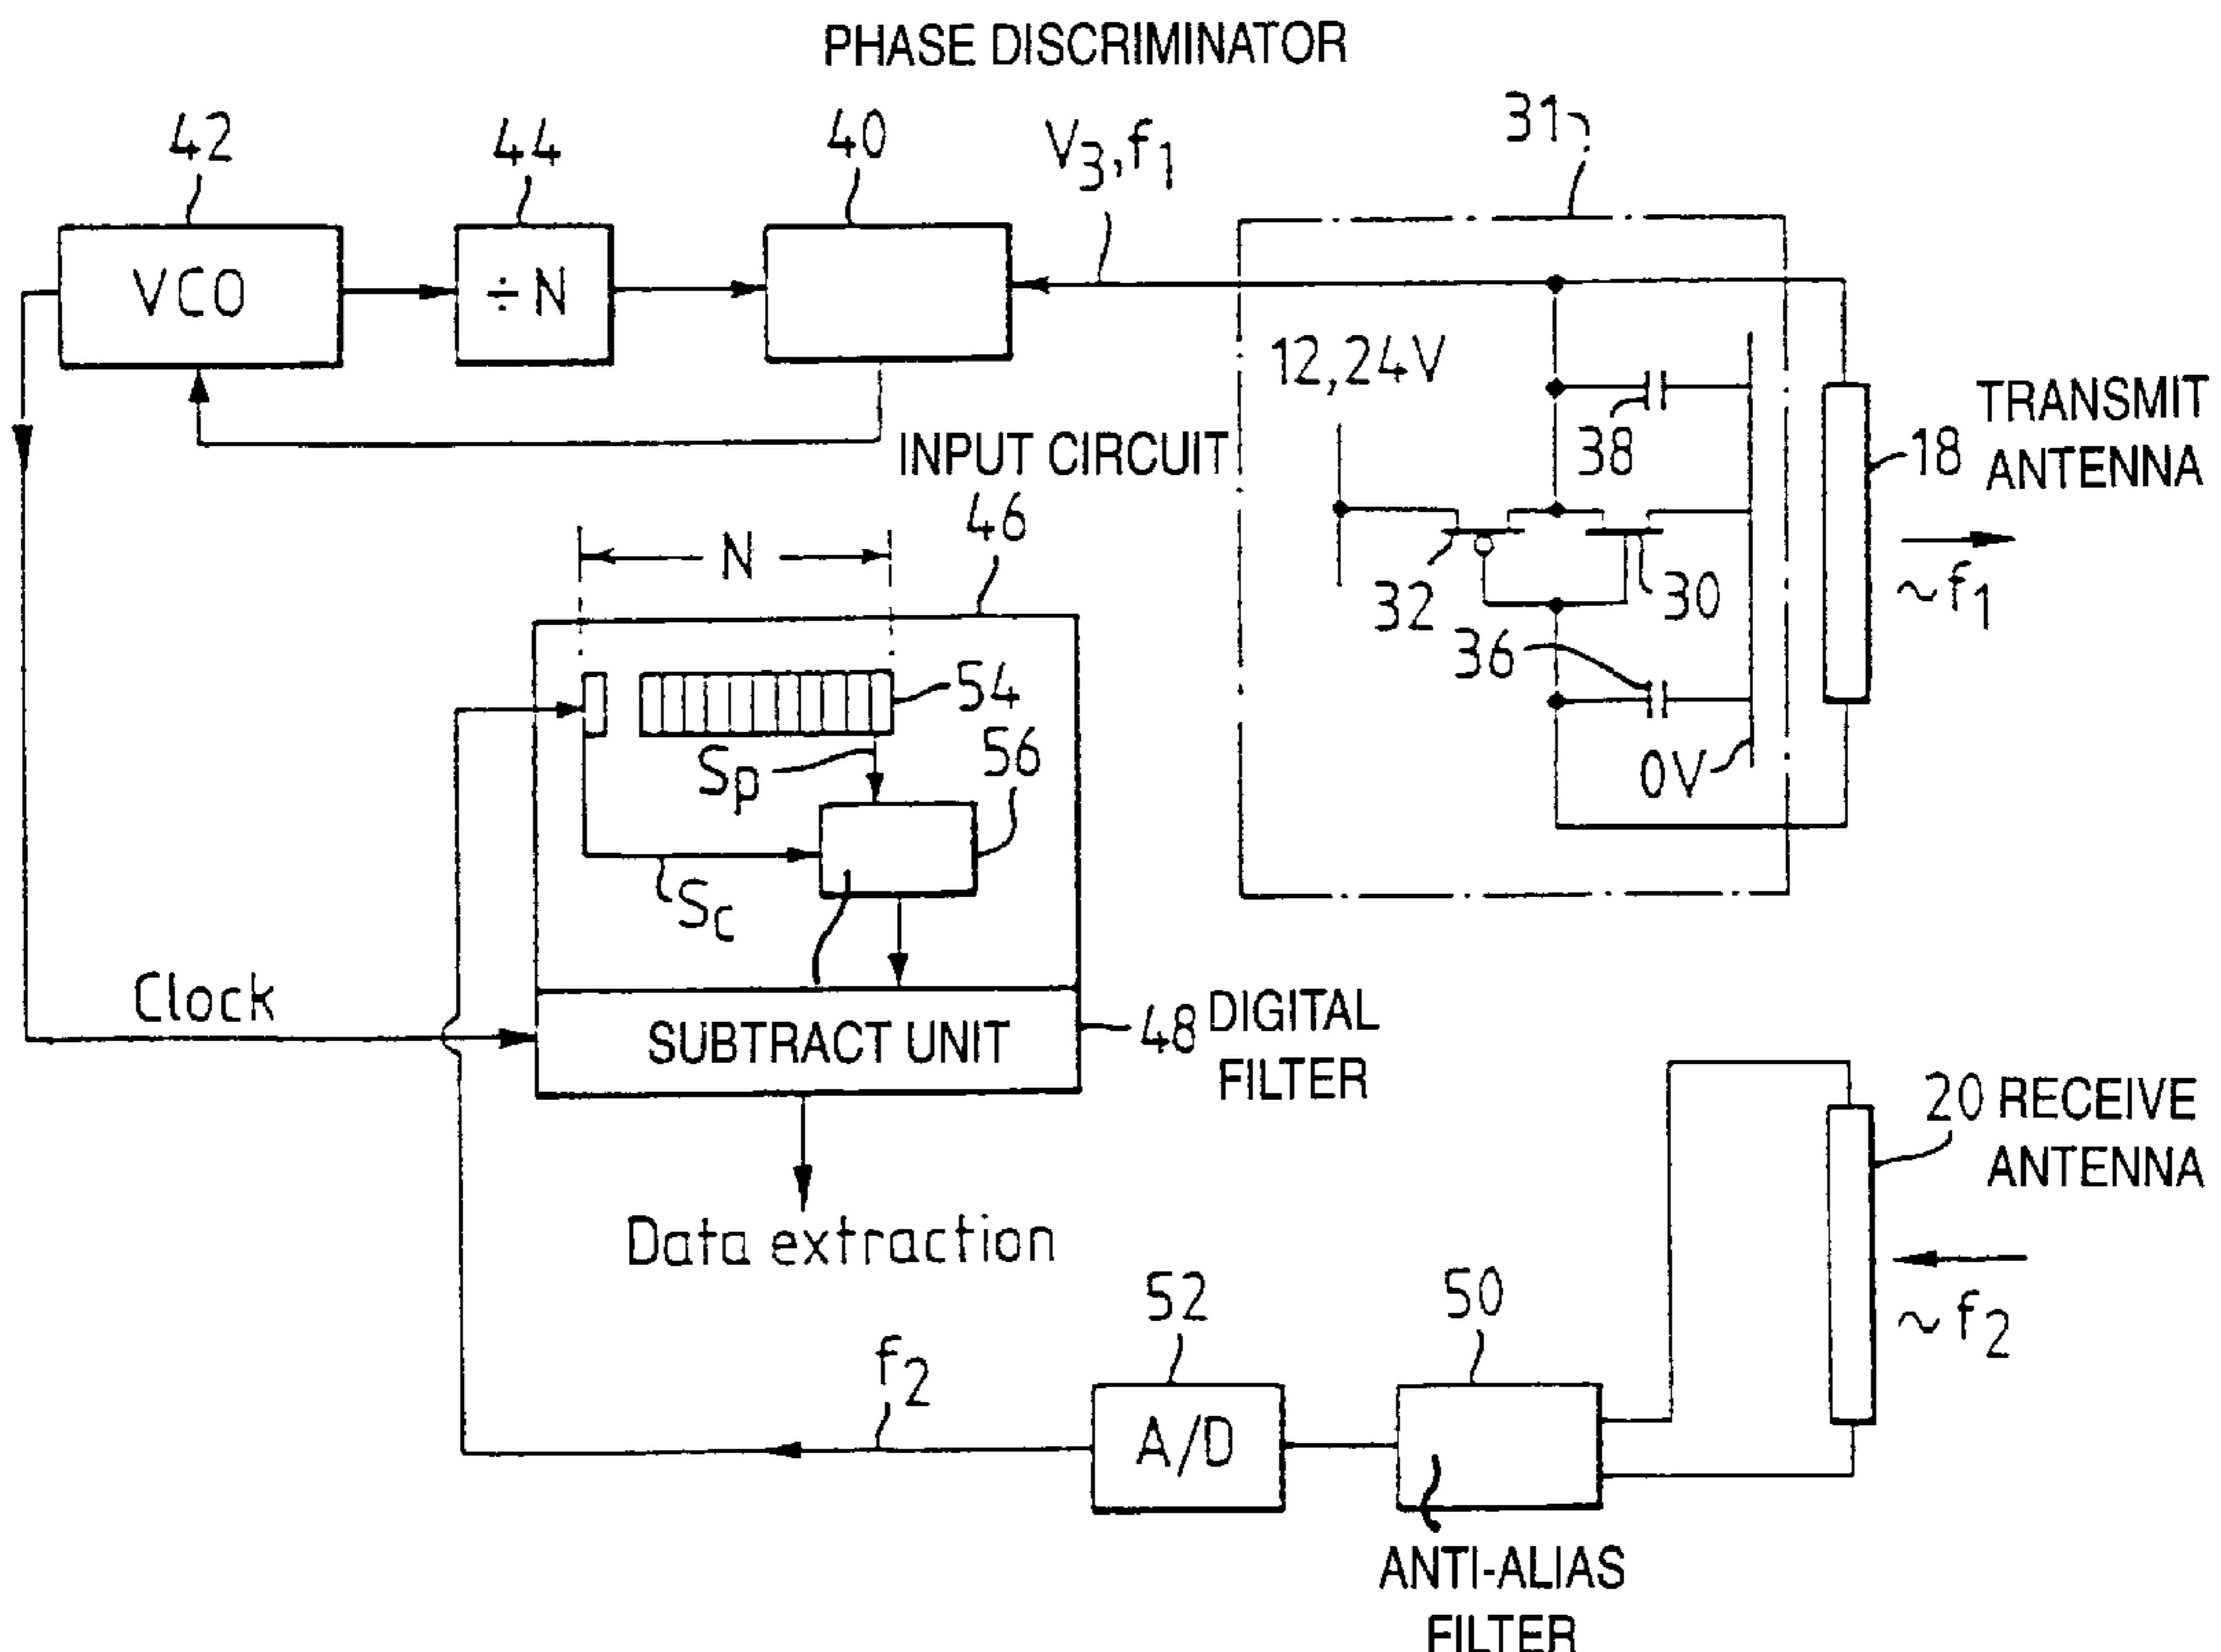 PHASE DISCRIMINATOR
42
44
40
V3,f1
31
VCO
÷N
12,24V
38
18
TRANSMIT
ANTENNA
~f1
INPUT CIRCUIT
46
N
32
30
36
54
Sp
56
0V
Sc
Clock
SUBTRACT UNIT
48
DIGITAL
FILTER
20
RECEIVE
ANTENNA
Data extraction
52
50
~f2
f2
A/D
ANTI-ALIAS
FILTER